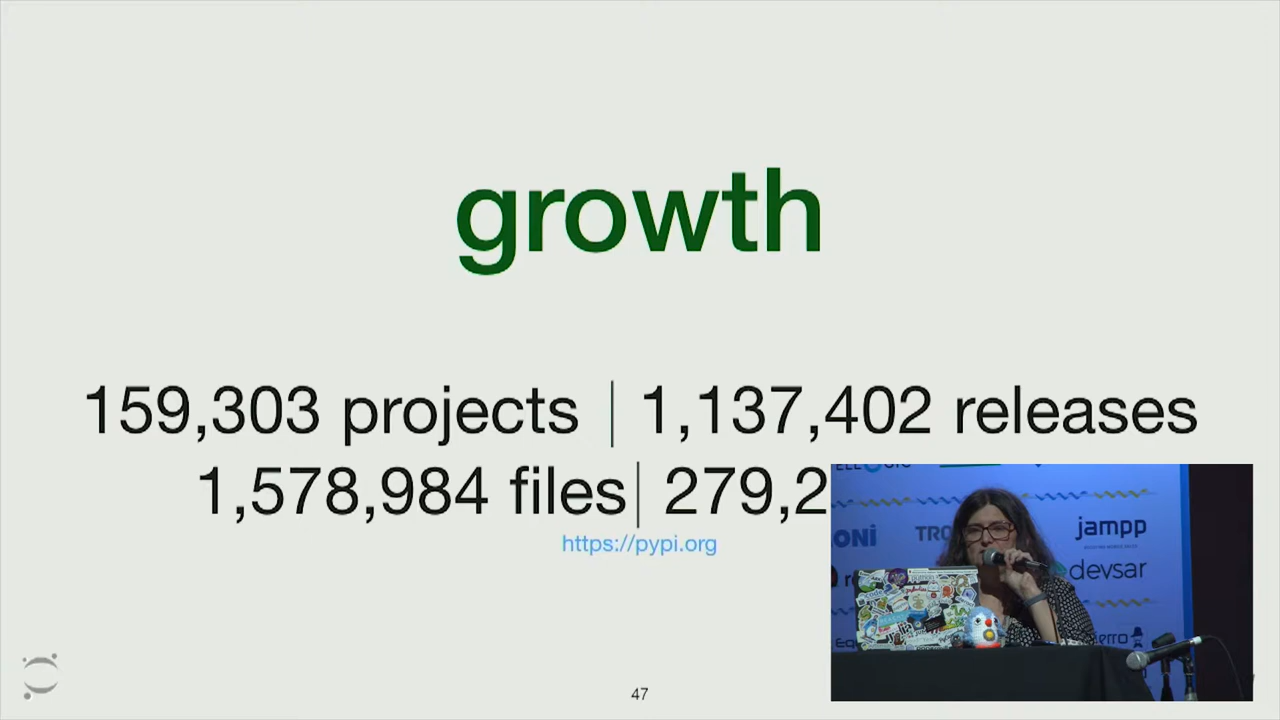 growth
159,303 projects | 1,137,402 releases
1,578,984 files| 279,2
https://pypi.org
jampp
devsar
47